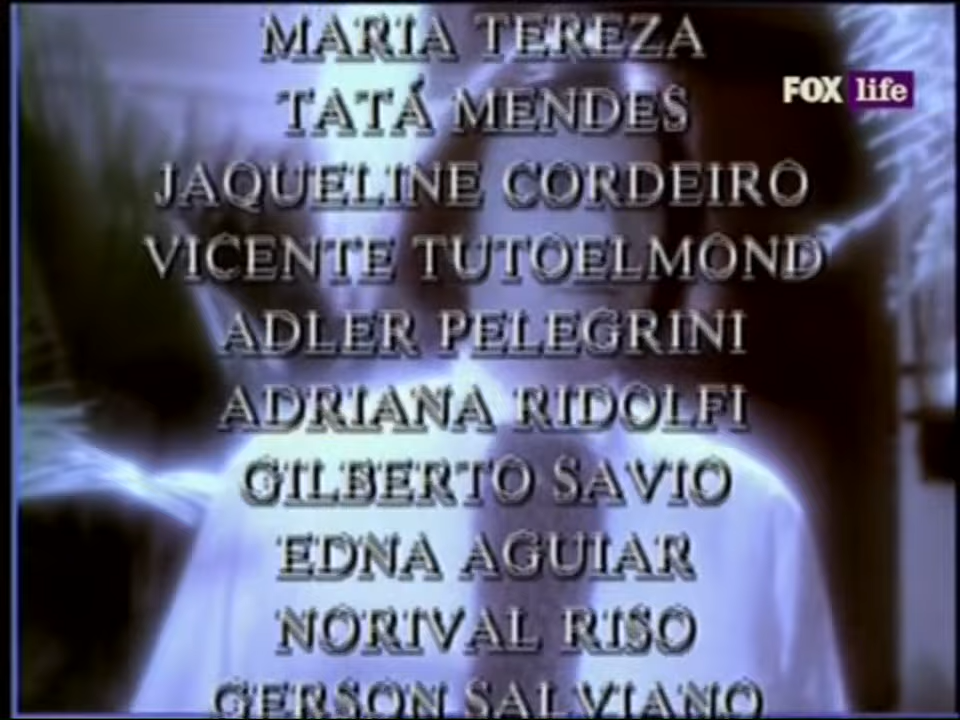 MARIA TEREZA
FOX life
TATÁ MENDES
JAQUELINE CORDEIRO
VICENTE TUTOELMOND
ADLER PELEGRINI
ADRIANA RIDOLFI
GILBERTO SAVIO
EDNA AGUIAR
NORIVAL RISO
GERSON SALVIANO